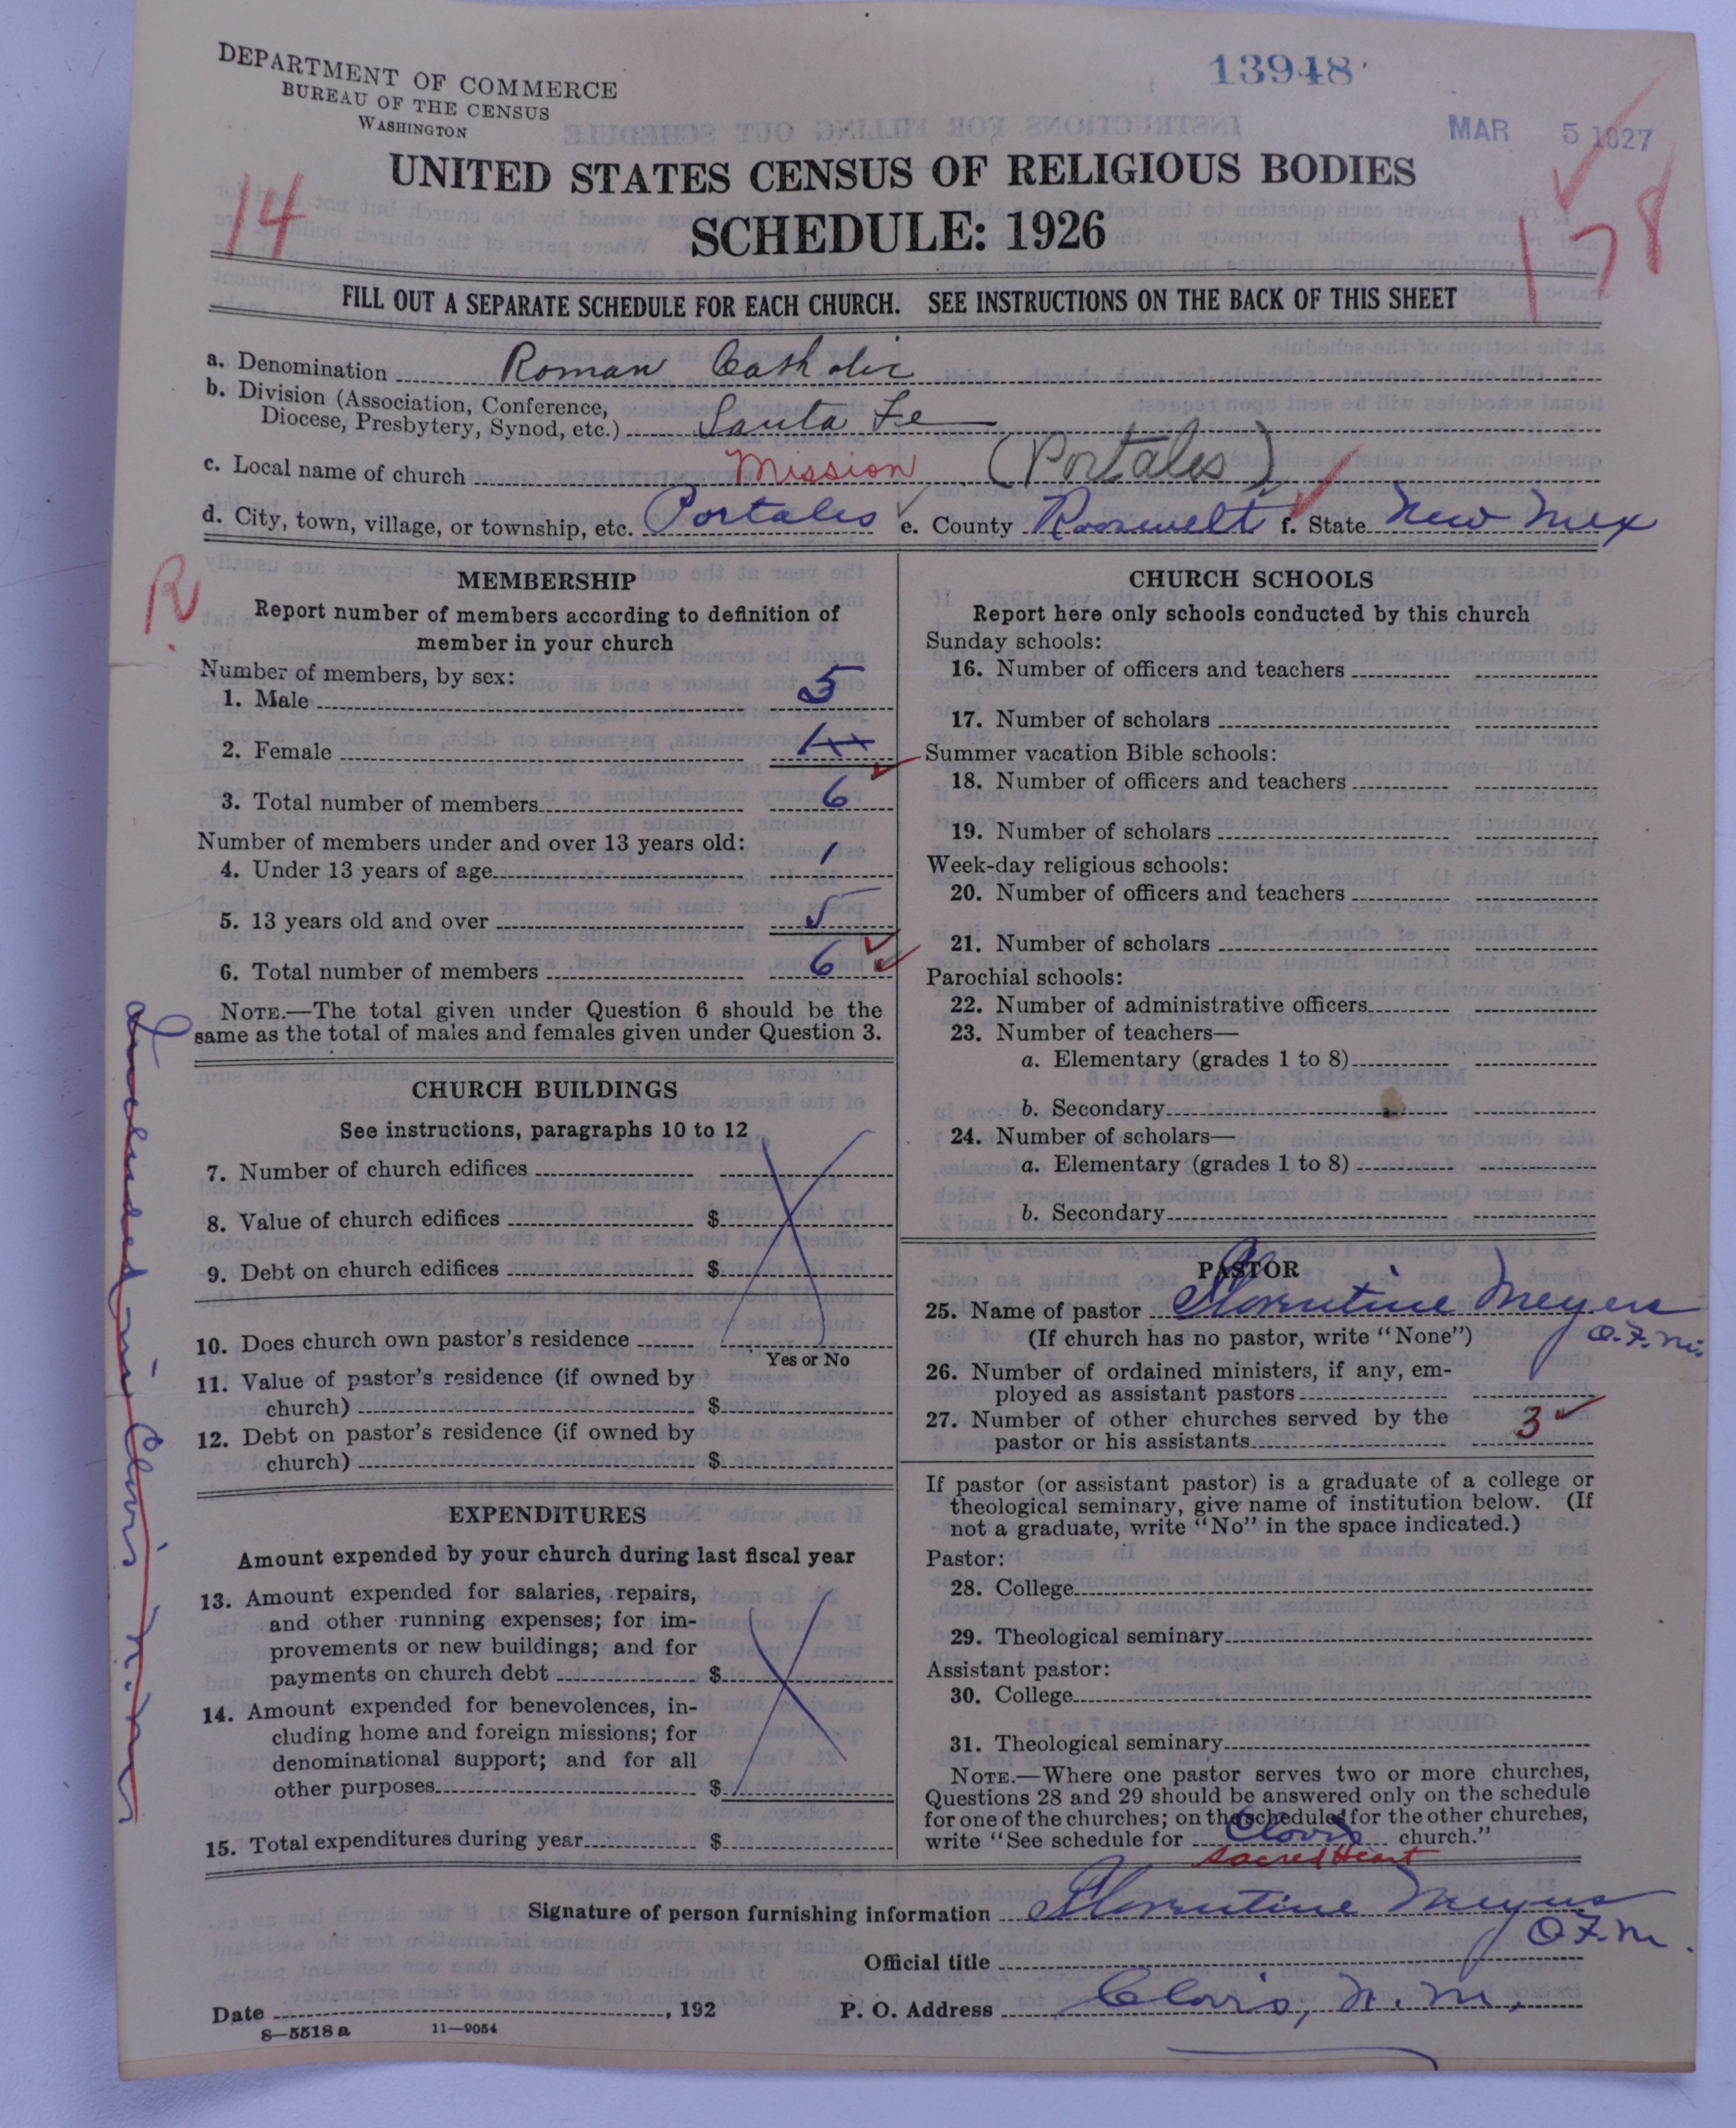 DEPARTMENT OF COMMERCE
BUREAU OF THE CENSUS
WASHINGTON
13948
MAR 5 1927
14
178
UNITED STATES CENSUS OF RELIGIOUS BODIES
SCHEDULE: 1926
FILL OUT A SEPARATE SCHEDULE FOR EACH CHURCH. SEE INSTRUCTIONS ON THE BACK OF THIS SHEET
a. Denomination Roman Catholic
b. Division (Association, Conference,
Diocese, Presbytery, Synod, etc.) Santa Fe
c. Local name of church Mission (Portales)
d. City, town, village, or township, etc. Portales e. County Roosevelt f. State New Mex
R
MEMBERSHIP
Report number of members according to definition of
member in your church
Number of members, by sex:
1. Male 5
2. Female 1
3. Total number of members 6
Number of members under and over 13 years old:
4. Under 13 years of age 1
5. 13 years old and over 5
6. Total number of members 6
NOTE.—The total given under Question 6 should be the
same as the total of males and females given under Question 3.
CHURCH BUILDINGS
See instructions, paragraphs 10 to 12
7. Number of church edifices
8. Value of church edifices $
9. Debt on church edifices $
10. Does church own pastor's residence
Yes or No
11. Value of pastor's residence (if owned by
church) $
12. Debt on pastor's residence (if owned by
church) $
EXPENDITURES
Amount expended by your church during last fiscal year
13. Amount expended for salaries, repairs,
and other running expenses; for im-
provements or new buildings; and for
payments on church debt $
14. Amount expended for benevolences, in-
cluding home and foreign missions; for
denominational support; and for all
other purposes $
15. Total expenditures during year $
included in Clovis N. M
CHURCH SCHOOLS
Report here only schools conducted by this church
Sunday schools:
16. Number of officers and teachers
17. Number of scholars
Summer vacation Bible schools:
18. Number of officers and teachers
19. Number of scholars
Week-day religious schools:
20. Number of officers and teachers
21. Number of scholars
Parochial schools:
22. Number of administrative officers
23. Number of teachers—
a. Elementary (grades 1 to 8)
b. Secondary
24. Number of scholars—
a. Elementary (grades 1 to 8)
b. Secondary
PASTOR
25. Name of pastor Florentine Meyers
(If church has no pastor, write "None") O.F.M.
26. Number of ordained ministers, if any, em-
ployed as assistant pastors
27. Number of other churches served by the
pastor or his assistants 3
If pastor (or assistant pastor) is a graduate of a college or
theological seminary, give name of institution below. (If
not a graduate, write "No" in the space indicated.)
Pastor:
28. College
29. Theological seminary
Assistant pastor:
30. College
31. Theological seminary
NOTE.—Where one pastor serves two or more churches,
Questions 28 and 29 should be answered only on the schedule
for one of the churches; on the schedules for the other churches,
write "See schedule for Clovis church."
Sacred Heart
Signature of person furnishing information Florentine Meyers
O.F.M.
Official title
Date , 192
P. O. Address Clovis, N. M.
8—5518 a 11—9054